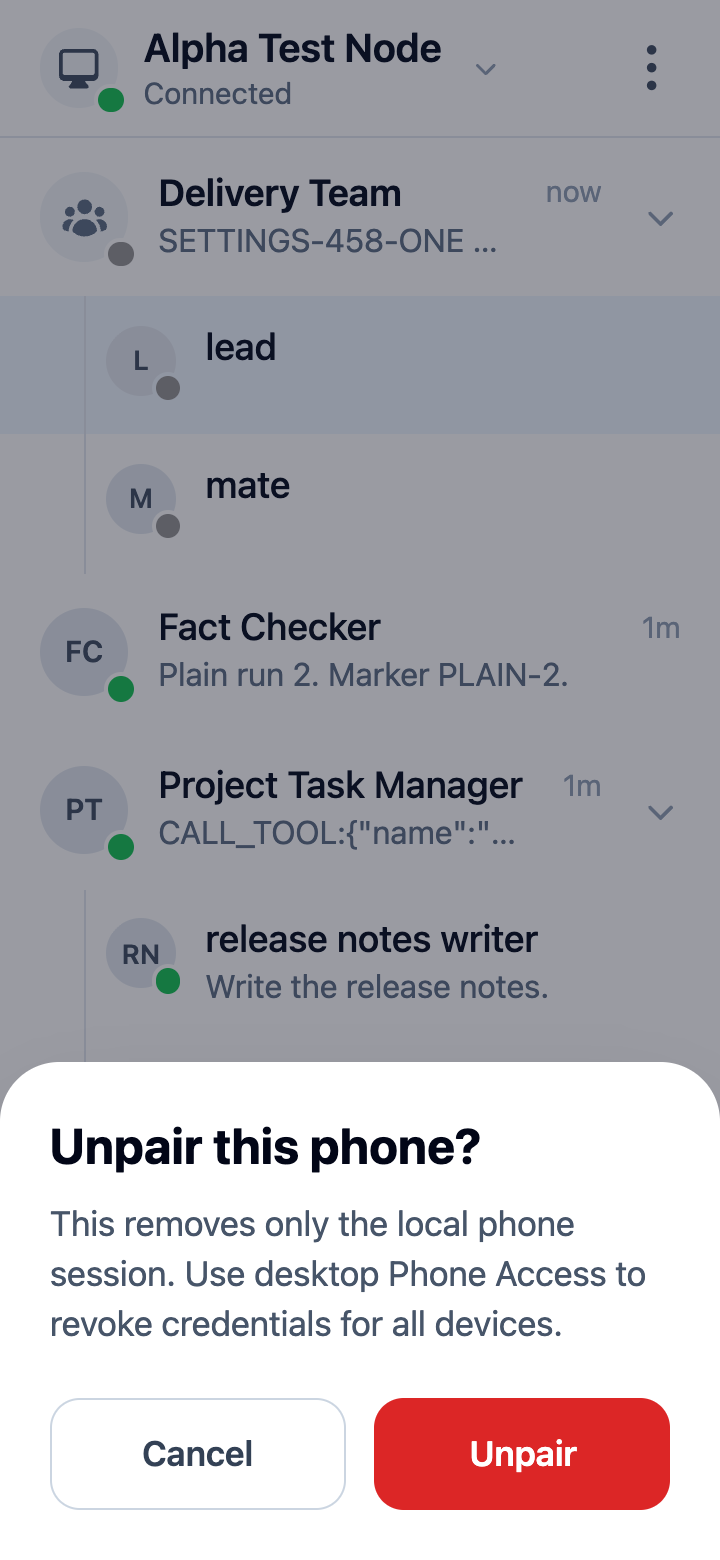 Alpha Test Node
Connected
Delivery Team
now
SETTINGS-458-ONE ...
L
lead
M
mate
FC
Fact Checker
1m
Plain run 2. Marker PLAIN-2.
PT
Project Task Manager
1m
CALL_TOOL:{"name":"...
RN
release notes writer
Write the release notes.
Unpair this phone?
This removes only the local phone
session. Use desktop Phone Access to
revoke credentials for all devices.
Cancel
Unpair